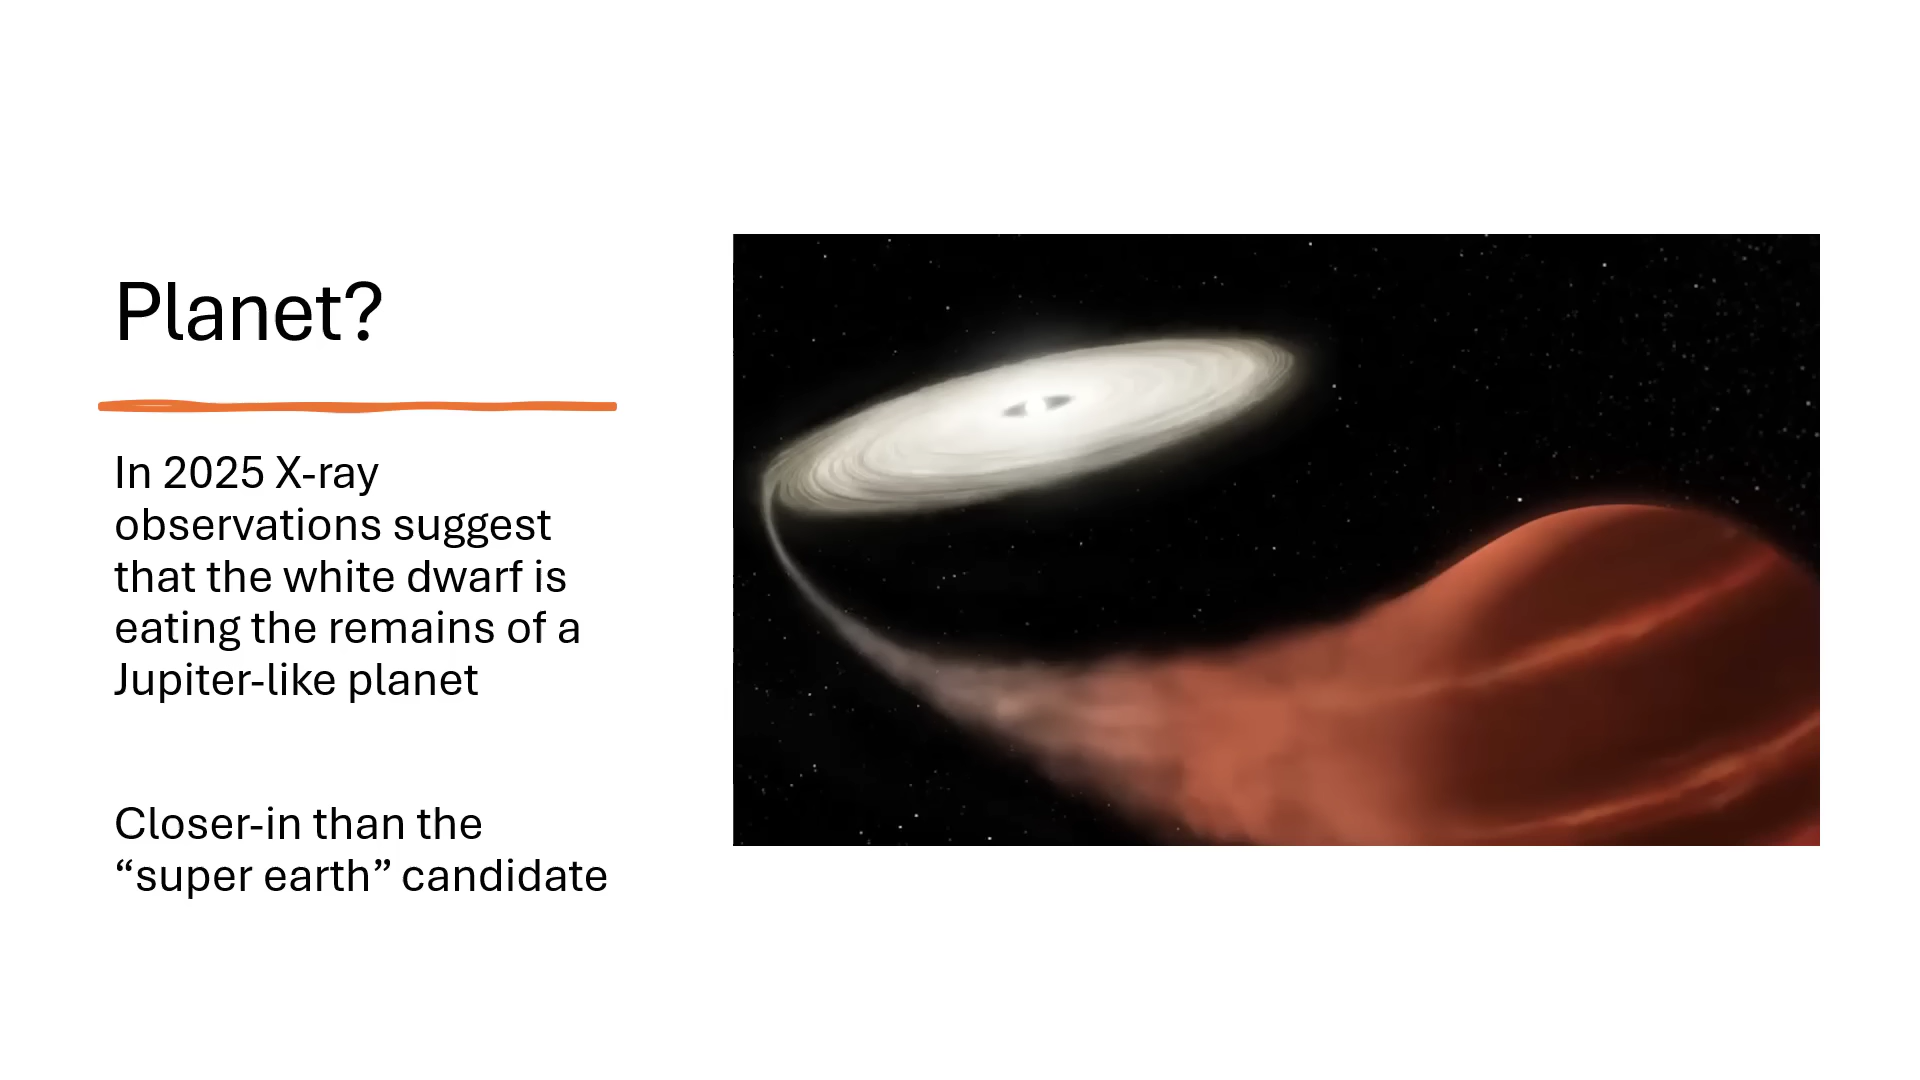 Planet?
In 2025 X-ray
observations suggest
that the white dwarf is
eating the remains of a
Jupiter-like planet
Closer-in than the
“super earth” candidate